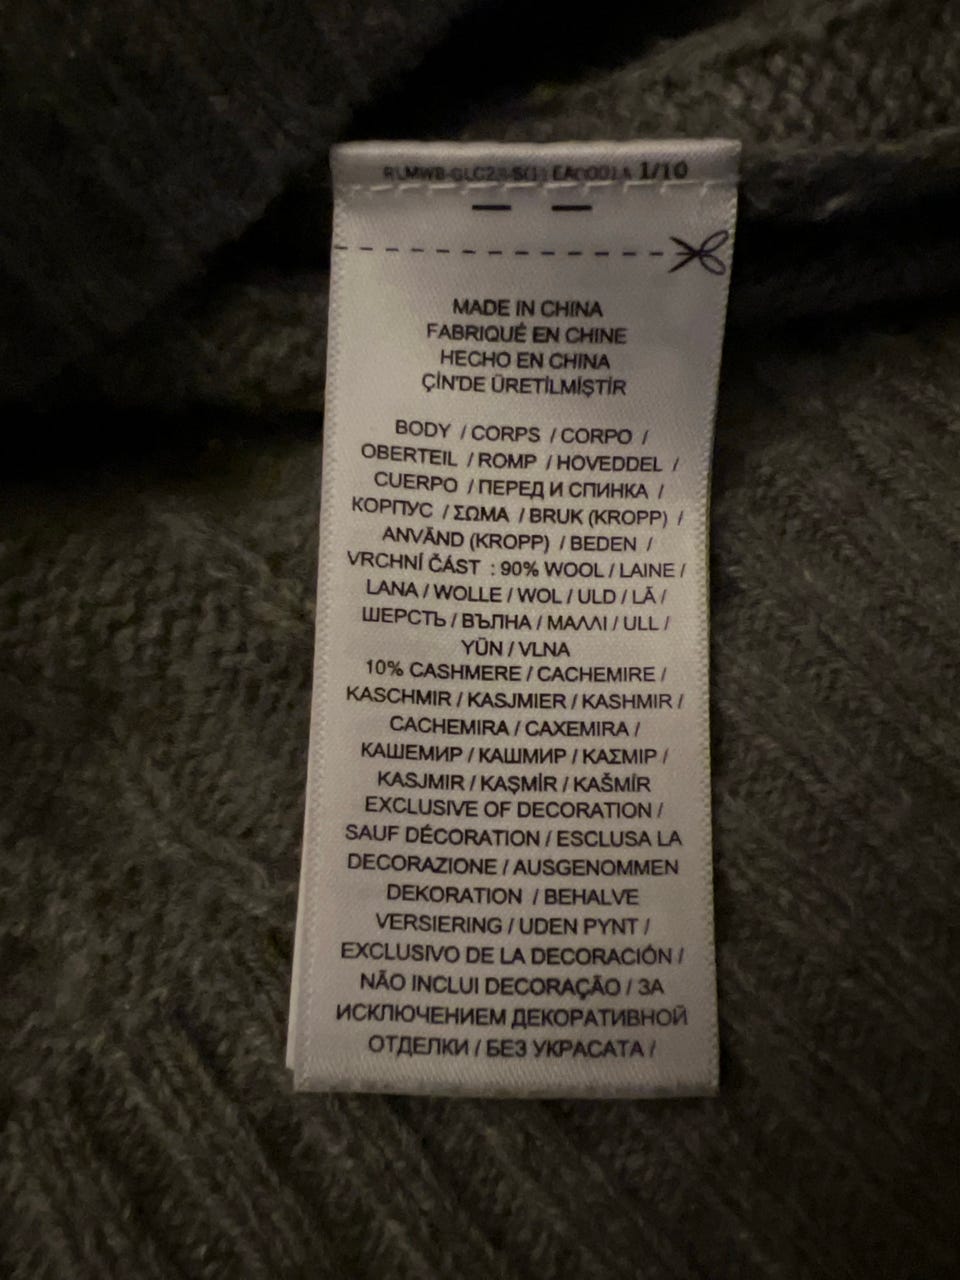 1/10
MADE IN CHINA
FABRIQUÉ EN CHINE
HECHO EN CHINA
ÇİN'DE ÜRETİLMİŞTİR
BODY / CORPS / CORPO /
OBERTEIL / ROMP / HOVEDDEL /
CUERPO / ПЕРЕД И СПИНКА /
КОРПУС / ΣΩΜΑ / BRUK (KROPP) /
ANVÄND (KROPP) / BEDEN /
VRCHNÍ ČÁST : 90% WOOL / LAINE /
LANA / WOLLE / WOL / ULD / LÃ /
ШЕРСТЬ / ВЪЛНА / ΜΑΛΛΙ / ULL /
YÜN / VLNA
10% CASHMERE / CACHEMIRE /
KASCHMIR / KASJMIER / KASHMIR /
CACHEMIRA / CAXEMIRA /
КАШЕМИР / КАШМИР / ΚΑΣΜΙΡ /
KASJMIR / KAŞMİR / KAŠMÍR
EXCLUSIVE OF DECORATION /
SAUF DÉCORATION / ESCLUSA LA
DECORAZIONE / AUSGENOMMEN
DEKORATION / BEHALVE
VERSIERING / UDEN PYNT /
EXCLUSIVO DE LA DECORACIÓN /
NÃO INCLUI DECORAÇÃO / ЗА
ИСКЛЮЧЕНИЕМ ДЕКОРАТИВНОЙ
ОТДЕЛКИ / БЕЗ УКРАСАТА /